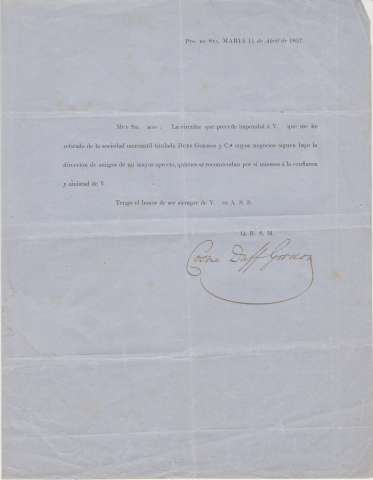 Pto. DE Sta. MARIA 11 de Abril de 1857
MUY SR. MIO: La circular que precede impondrá á V. que me he
retirado de la sociedad mercantil titulada DUFF GORDON Y Ca. cuyos negocios siguen bajo la
direccion de amigos de mi mayor aprecio, quienes se recomiendan por sí mismos á la confianza
y amistad de V.
Tengo el honor de ser siempre de V. su A. S. S.
Q. B. S. M.
Cosmo Duff Gordon